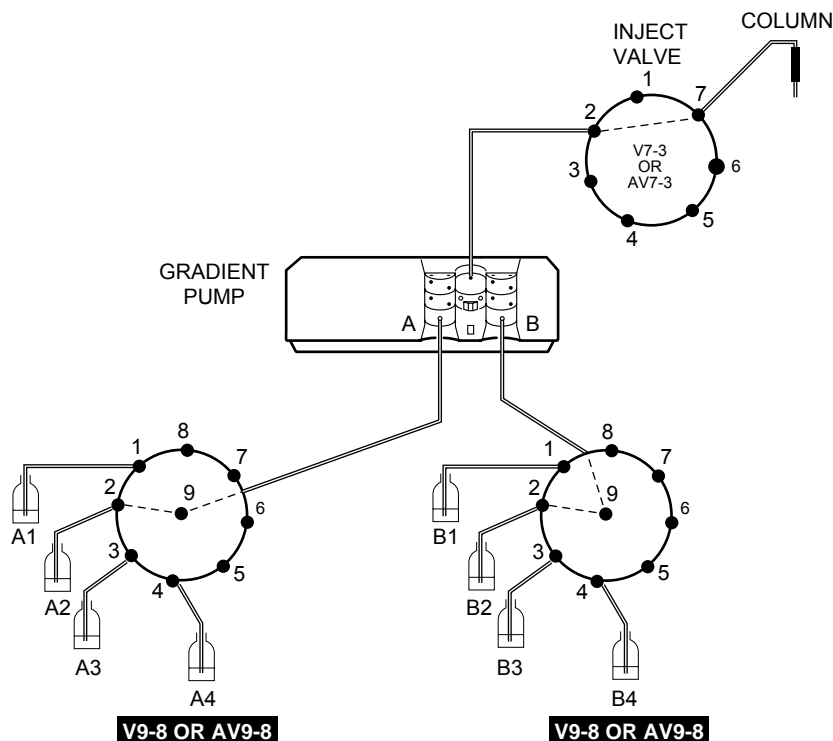 COLUMN
INJECT
VALVE
1
2
7
3
V7-3
OR
AV7-3
6
4
5
GRADIENT
PUMP
A
B
8
1
7
2
9
6
3
5
4
A1
A2
A3
A4
V9-8 OR AV9-8
8
1
7
2
9
6
3
5
4
B1
B2
B3
B4
V9-8 OR AV9-8